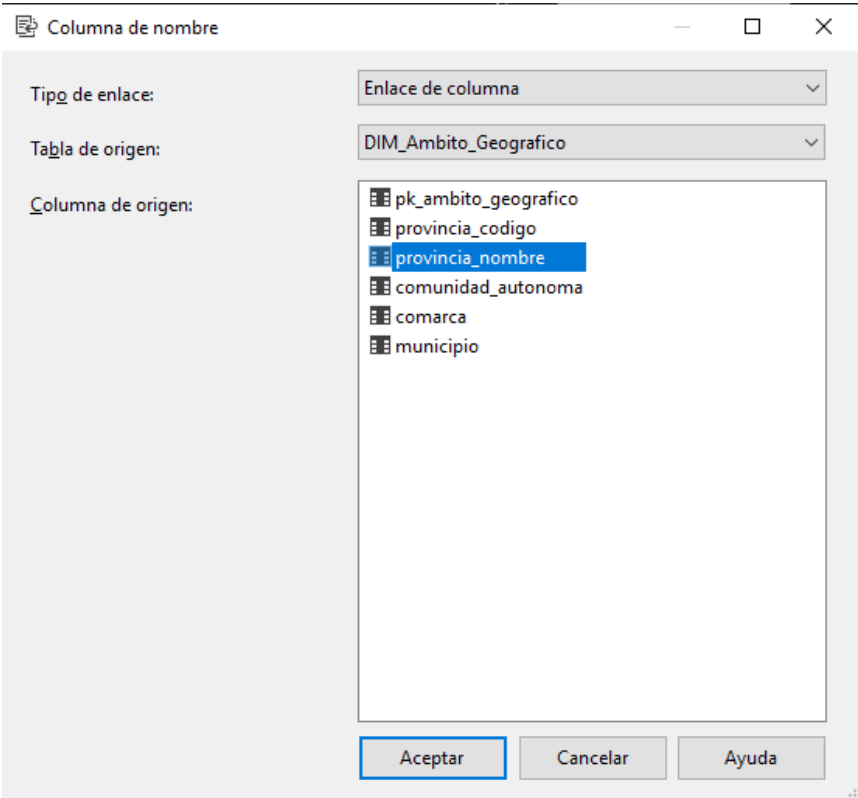 Columna de nombre
Tipo de enlace:
Enlace de columna
Tabla de origen:
DIM_Ambito_Geografico
Columna de origen:
pk_ambito_geografico
provincia_codigo
provincia_nombre
comunidad_autonoma
comarca
municipio
Aceptar
Cancelar
Ayuda